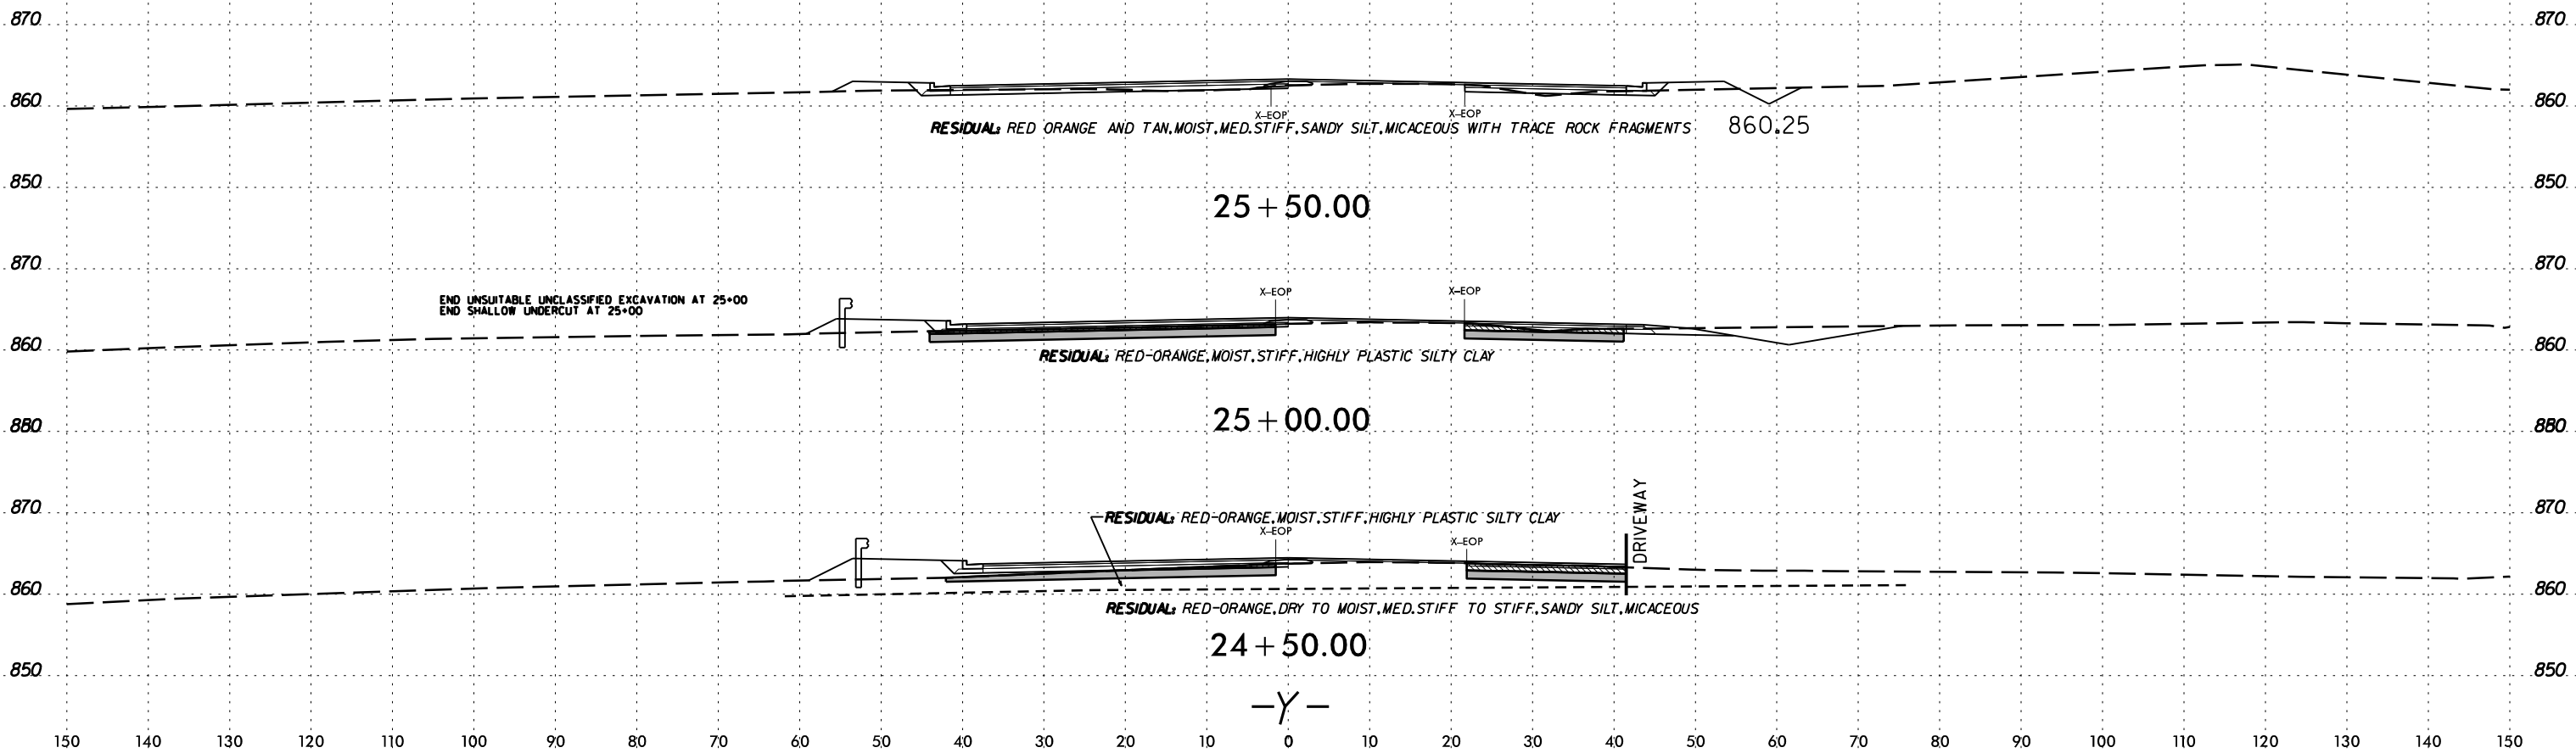 870 870
860 860
X-EOP X-EOP
RESIDUAL: RED ORANGE AND TAN,MOIST,MED.STIFF,SANDY SILT,MICACEOUS WITH TRACE ROCK FRAGMENTS 860.25
850 850
25+50.00
870 870
END UNSUITABLE UNCLASSIFIED EXCAVATION AT 25+00
END SHALLOW UNDERCUT AT 25+00
X-EOP X-EOP
860 860
RESIDUAL: RED-ORANGE,MOIST,STIFF,HIGHLY PLASTIC SILTY CLAY
25+00.00
880 850 880 850
870 870
RESIDUAL: RED-ORANGE,MOIST,STIFF,HIGHLY PLASTIC SILTY CLAY
X-EOP X-EOP
DRIVEWAY
860 860
RESIDUAL: RED-ORANGE,DRY TO MOIST,MED.STIFF TO STIFF,SANDY SILT,MICACEOUS
24+50.00
850 850
-Y-
150 140 130 120 110 100 90 80 70 60 50 40 30 20 10 0 10 20 30 40 50 60 70 80 90 100 110 120 130 140 150